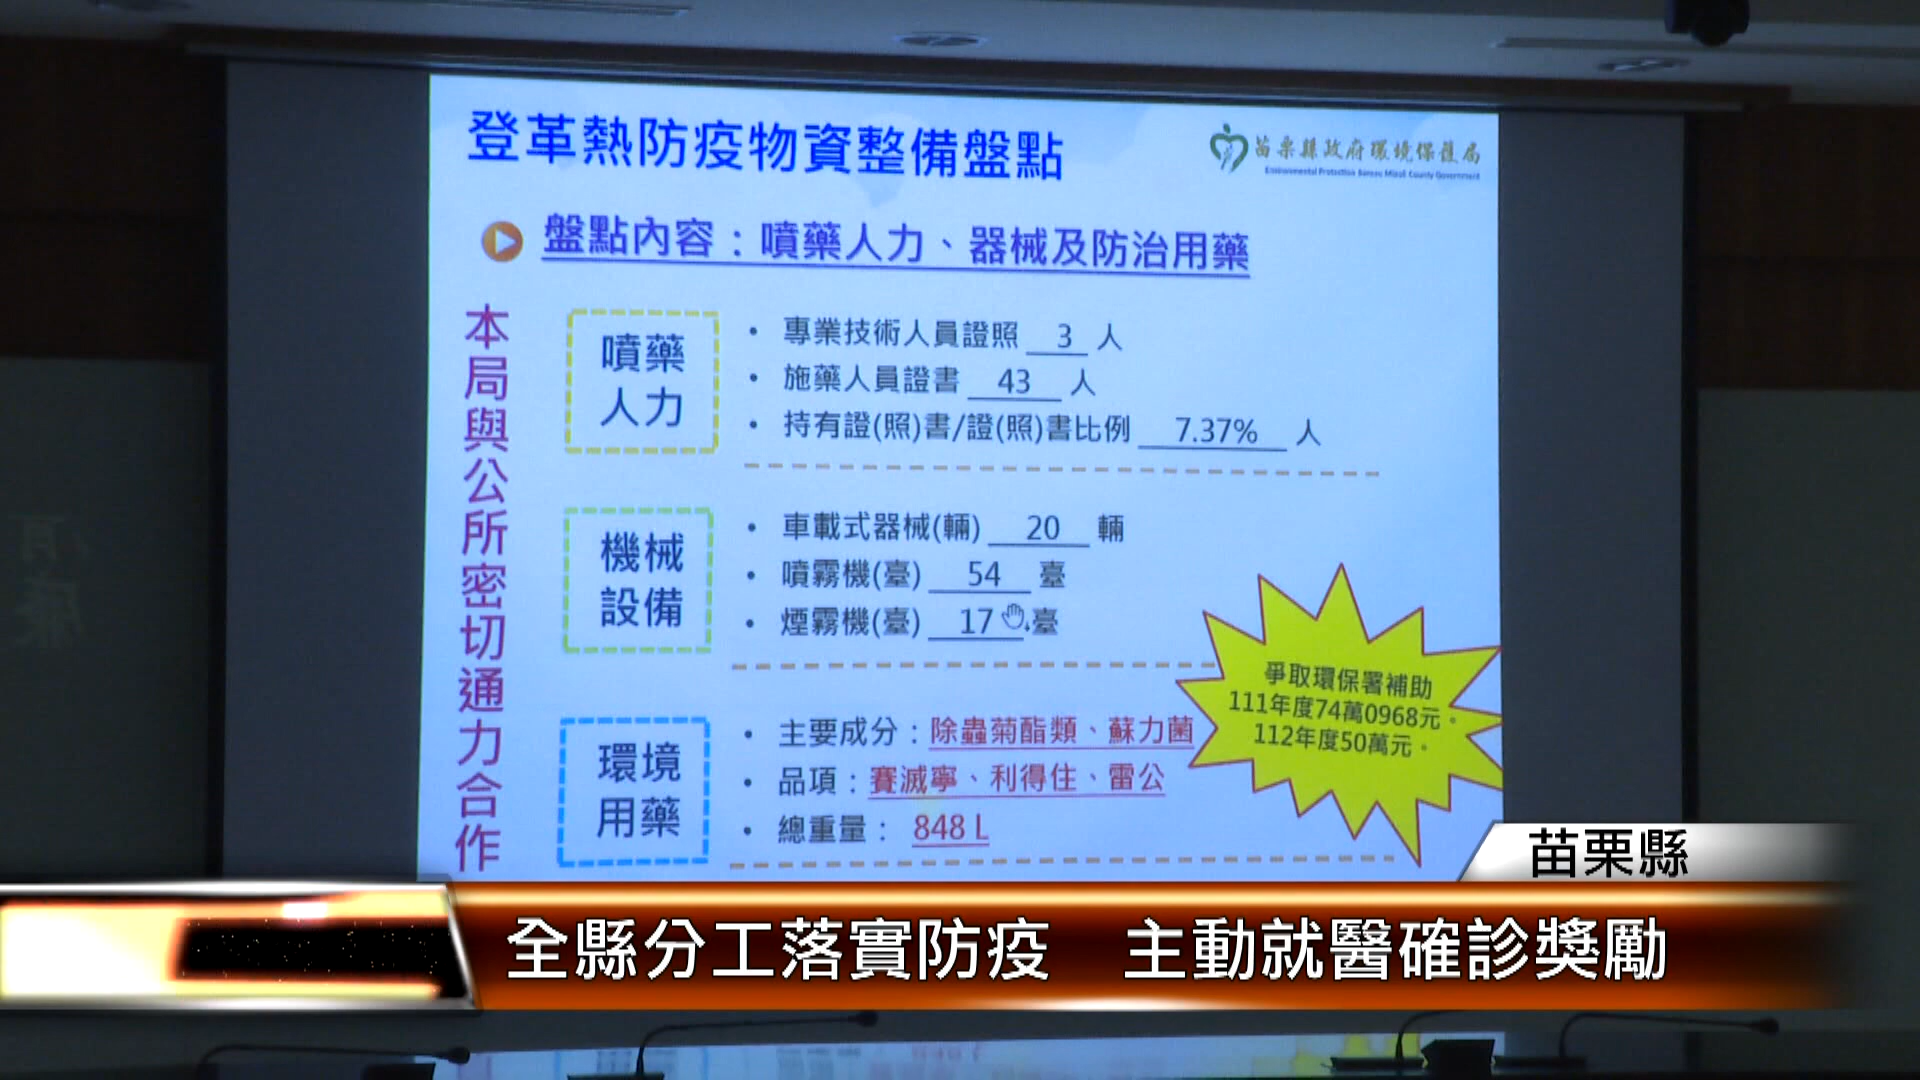 登革熱防疫物資整備盤點
苗栗縣政府環境保護局
Environmental Protection Bureau Miaoli County Government
盤點內容：噴藥人力、器械及防治用藥
本局與公所密切通力合作
噴藥
人力
• 專業技術人員證照 3 人
• 施藥人員證書 43 人
• 持有證(照)書/證(照)書比例 7.37% 人
機械
設備
• 車載式器械(輛) 20 輛
• 噴霧機(臺) 54 臺
• 煙霧機(臺) 17 臺
環境
用藥
• 主要成分：除蟲菊酯類、蘇力菌
• 品項：賽滅寧、利得住、雷公
• 總重量： 848 L
爭取環保署補助
111年度74萬0968元。
112年度50萬元。
苗栗縣
全縣分工落實防疫 主動就醫確診獎勵